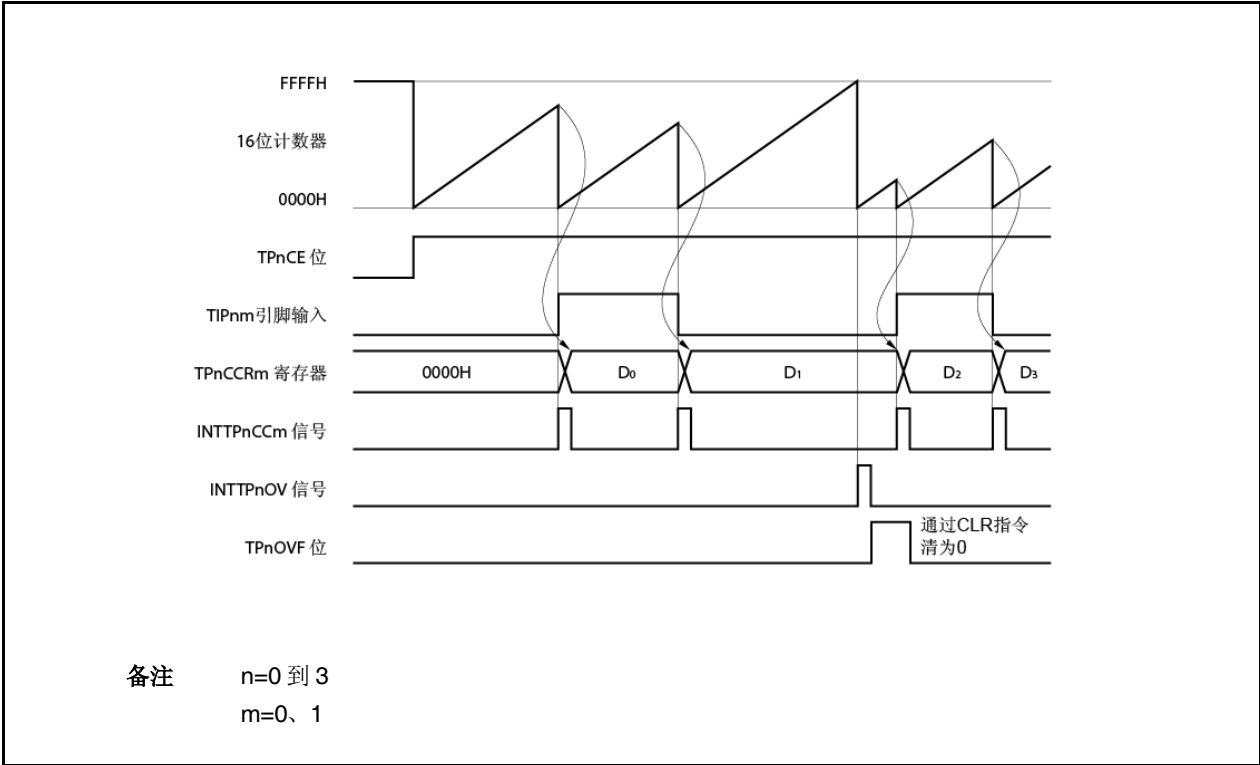 FFFFH
16位计数器
0000H
TPnCE 位
TIPnm引脚输入
TPnCCRm 寄存器
0000H D₀ D₁ D₂ D₃
INTTPnCCm 信号
INTTPnOV 信号
TPnOVF 位
通过CLR指令
清为0
备注 n=0 到 3
m=0、1